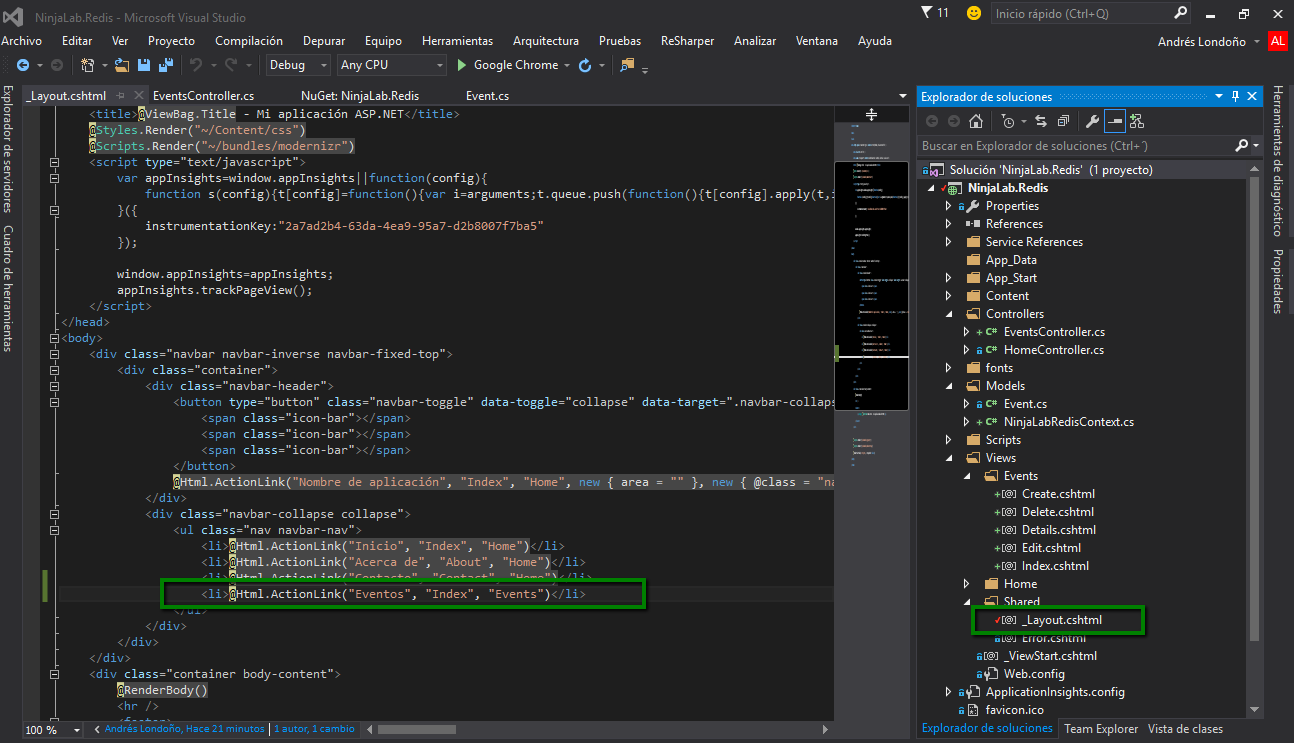 NinjaLab.Redis - Microsoft Visual Studio
11
Inicio rápido (Ctrl+Q)
Archivo Editar Ver Proyecto Compilación Depurar Equipo Herramientas Arquitectura Pruebas ReSharper Analizar Ventana Ayuda
Andrés Londoño AL
Debug Any CPU Google Chrome
Explorador de servidores
Cuadro de herramientas
_Layout.cshtml EventsController.cs NuGet: NinjaLab.Redis Event.cs
<title>@ViewBag.Title - Mi aplicación ASP.NET</title>
@Styles.Render("~/Content/css")
@Scripts.Render("~/bundles/modernizr")
<script type="text/javascript">
var appInsights=window.appInsights||function(config){
function s(config){t[config]=function(){var i=arguments;t.queue.push(function(){t[config].apply(t,i
}({
instrumentationKey:"2a7ad2b4-63da-4ea9-95a7-d2b8007f7ba5"
});
window.appInsights=appInsights;
appInsights.trackPageView();
</script>
</head>
<body>
<div class="navbar navbar-inverse navbar-fixed-top">
<div class="container">
<div class="navbar-header">
<button type="button" class="navbar-toggle" data-toggle="collapse" data-target=".navbar-collaps
<span class="icon-bar"></span>
<span class="icon-bar"></span>
<span class="icon-bar"></span>
</button>
@Html.ActionLink("Nombre de aplicación", "Index", "Home", new { area = "" }, new { @class = "na
</div>
<div class="navbar-collapse collapse">
<ul class="nav navbar-nav">
<li>@Html.ActionLink("Inicio", "Index", "Home")</li>
<li>@Html.ActionLink("Acerca de", "About", "Home")</li>
<li>@Html.ActionLink("Contacto", "Contact", "Home")</li>
<li>@Html.ActionLink("Eventos", "Index", "Events")</li>
</ul>
</div>
</div>
</div>
<div class="container body-content">
@RenderBody()
<hr />
<footer>
100 %
Andrés Londoño, Hace 21 minutos | 1 autor, 1 cambio
Explorador de soluciones
Buscar en Explorador de soluciones (Ctrl+´)
Solución 'NinjaLab.Redis' (1 proyecto)
NinjaLab.Redis
Properties
References
Service References
App_Data
App_Start
Content
Controllers
C# EventsController.cs
C# HomeController.cs
fonts
Models
C# Event.cs
C# NinjaLabRedisContext.cs
Scripts
Views
Events
Create.cshtml
Delete.cshtml
Details.cshtml
Edit.cshtml
Index.cshtml
Home
Shared
_Layout.cshtml
Error.cshtml
_ViewStart.cshtml
Web.config
ApplicationInsights.config
favicon.ico
Explorador de soluciones Team Explorer Vista de clases
Herramientas de diagnóstico
Propiedades